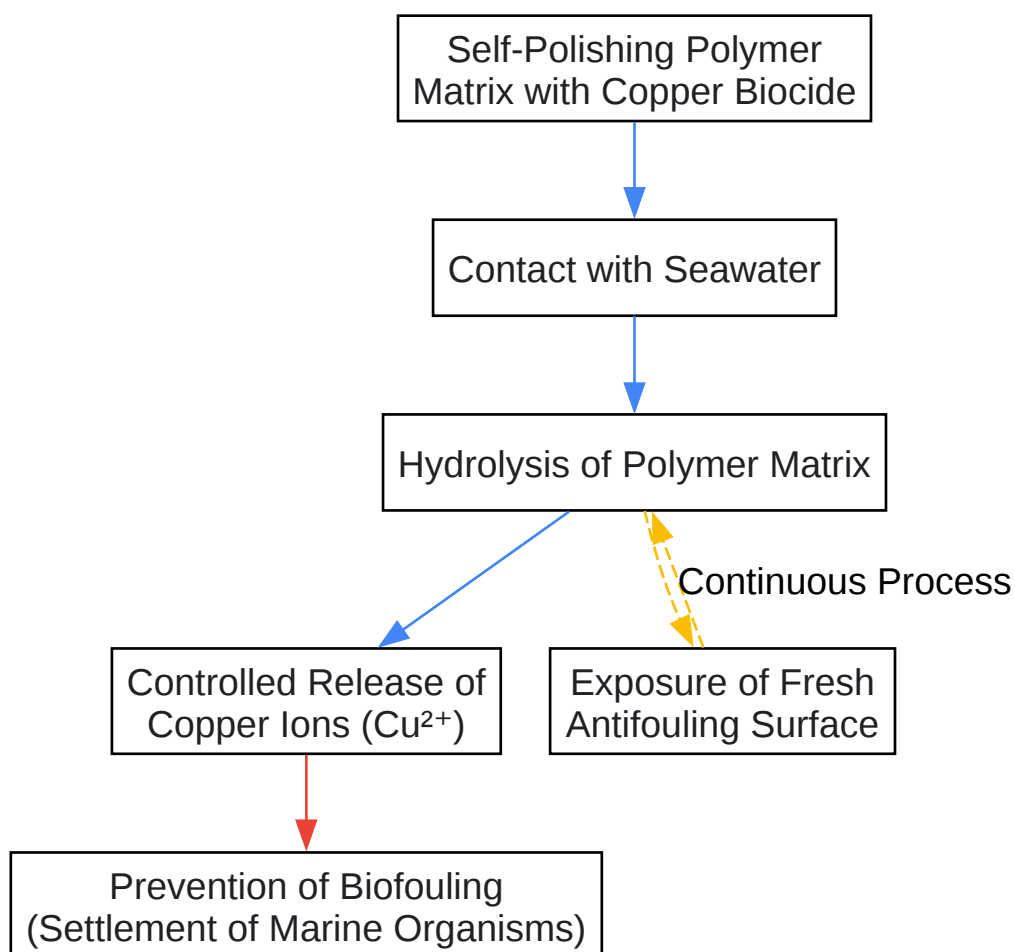 Self-Polishing Polymer
Matrix with Copper Biocide
Contact with Seawater
Hydrolysis of Polymer Matrix
Continuous Process
Controlled Release of
Copper Ions (Cu²⁺)
Exposure of Fresh
Antifouling Surface
Prevention of Biofouling
(Settlement of Marine Organisms)